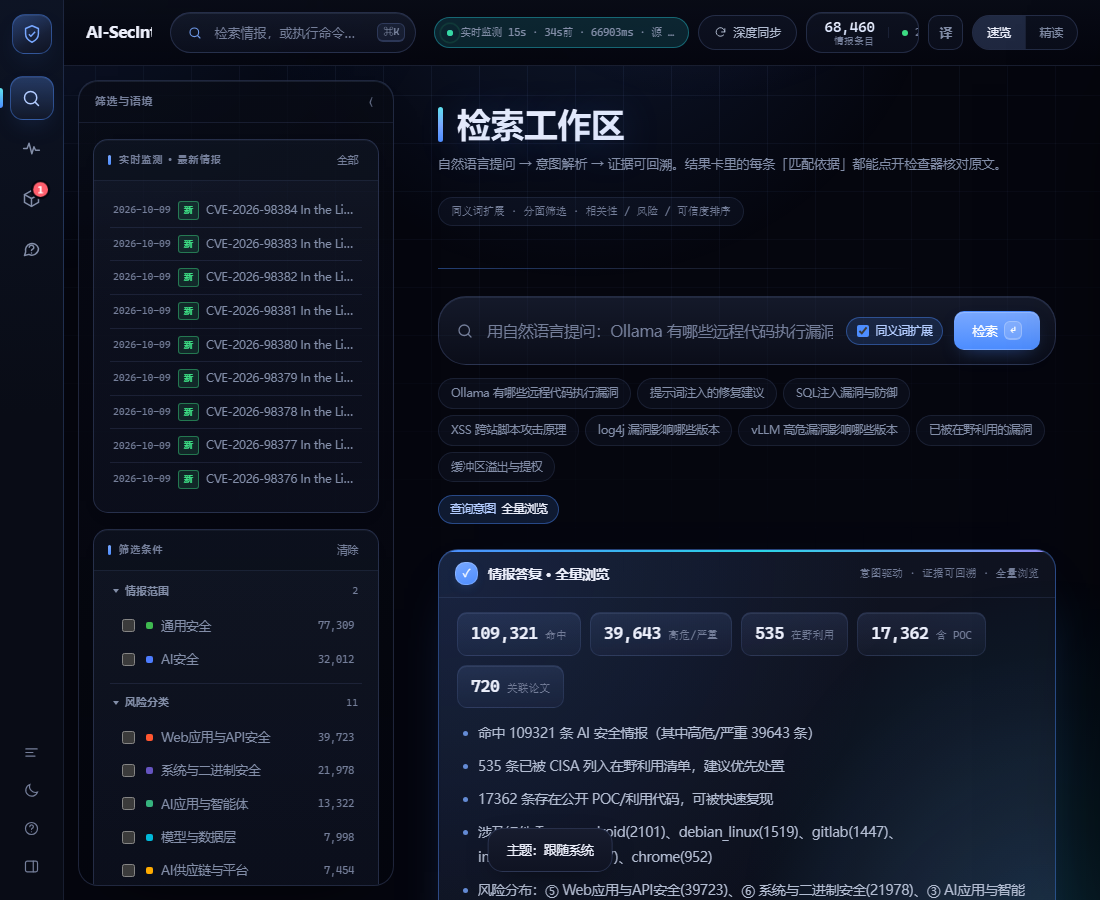 AI-SecInt
检索情报，或执行命令... ⌘K
实时监测 15s · 34s前 · 66903ms · 源 …
深度同步
68,460
情报条目
译
速览 精读
筛选与语境
实时监测 • 最新情报 全部
2026-10-09 新 CVE-2026-98384 In the Li...
2026-10-09 新 CVE-2026-98383 In the Li...
2026-10-09 新 CVE-2026-98382 In the Li...
2026-10-09 新 CVE-2026-98381 In the Li...
2026-10-09 新 CVE-2026-98380 In the Li...
2026-10-09 新 CVE-2026-98379 In the Li...
2026-10-09 新 CVE-2026-98378 In the Li...
2026-10-09 新 CVE-2026-98377 In the Li...
2026-10-09 新 CVE-2026-98376 In the Li...
筛选条件 清除
情报范围 2
通用安全 77,309
AI安全 32,012
风险分类 11
Web应用与API安全 39,723
系统与二进制安全 21,978
AI应用与智能体 13,322
模型与数据层 7,998
AI供应链与平台 7,454
1
检索工作区
自然语言提问 → 意图解析 → 证据可回溯。结果卡里的每条「匹配依据」都能点开检查器核对原文。
同义词扩展 · 分面筛选 · 相关性 / 风险 / 可信度排序
用自然语言提问：Ollama 有哪些远程代码执行漏洞
同义词扩展
检索
Ollama 有哪些远程代码执行漏洞 提示词注入的修复建议 SQL注入漏洞与防御
XSS 跨站脚本攻击原理 log4j 漏洞影响哪些版本 vLLM 高危漏洞影响哪些版本 已被在野利用的漏洞
缓冲区溢出与提权
查询意图 全量浏览
情报答复 • 全量浏览 意图驱动 · 证据可回溯 · 全量浏览
109,321 命中 39,643 高危/严重 535 在野利用 17,362 含 POC
720 关联论文
命中 109321 条 AI 安全情报（其中高危/严重 39643 条）
535 条已被 CISA 列入在野利用清单，建议优先处置
17362 条存在公开 POC/利用代码，可被快速复现
oid(2101)、debian_linux(1519)、gitlab(1447)、
)、chrome(952)
主题：跟随系统
风险分布：⑤ Web应用与API安全(39723)、⑥ 系统与二进制安全(21978)、③ AI应用与智能